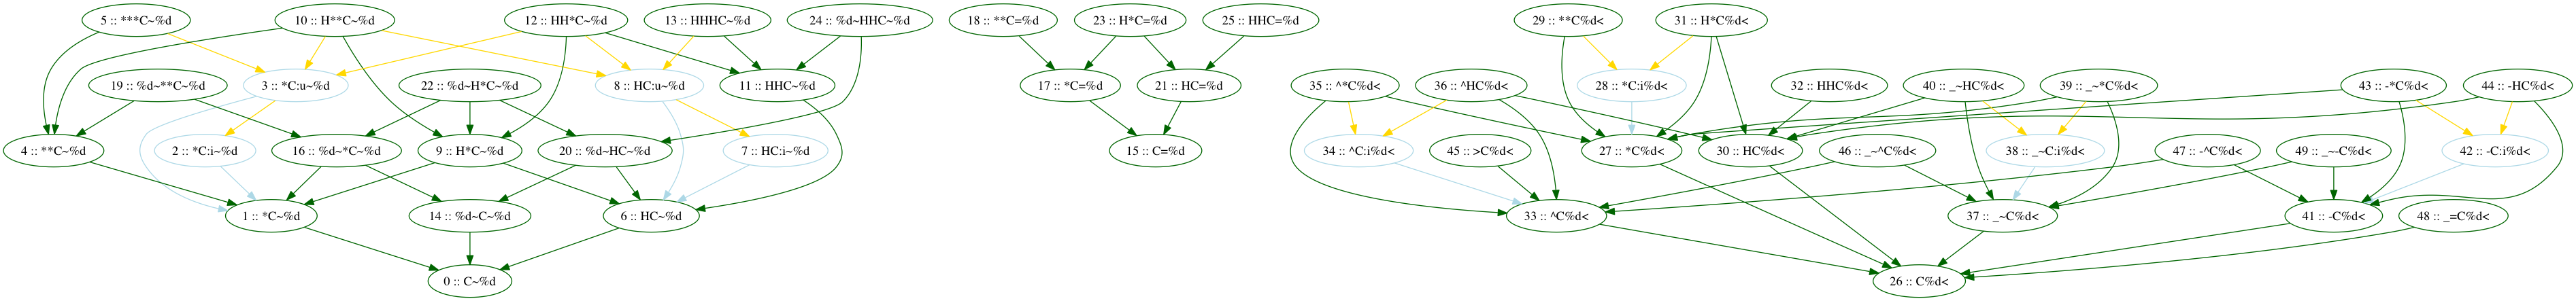 5 :: ***C~%d
10 :: H**C~%d
12 :: HH*C~%d
13 :: HHHC~%d
24 :: %d~HHC~%d
18 :: **C=%d
23 :: H*C=%d
25 :: HHC=%d
29 :: **C%d<
31 :: H*C%d<
19 :: %d~**C~%d
3 :: *C:u~%d
22 :: %d~H*C~%d
8 :: HC:u~%d
11 :: HHC~%d
17 :: *C=%d
21 :: HC=%d
35 :: ^*C%d<
36 :: ^HC%d<
28 :: *C:i%d<
32 :: HHC%d<
40 :: _~HC%d<
39 :: _~*C%d<
43 :: -*C%d<
44 :: -HC%d<
4 :: **C~%d
2 :: *C:i~%d
16 :: %d~*C~%d
9 :: H*C~%d
20 :: %d~HC~%d
7 :: HC:i~%d
15 :: C=%d
34 :: ^C:i%d<
45 :: >C%d<
27 :: *C%d<
30 :: HC%d<
46 :: _~^C%d<
38 :: _~C:i%d<
47 :: -^C%d<
49 :: _~-C%d<
42 :: -C:i%d<
1 :: *C~%d
14 :: %d~C~%d
6 :: HC~%d
33 :: ^C%d<
37 :: _~C%d<
41 :: -C%d<
48 :: _=C%d<
0 :: C~%d
26 :: C%d<